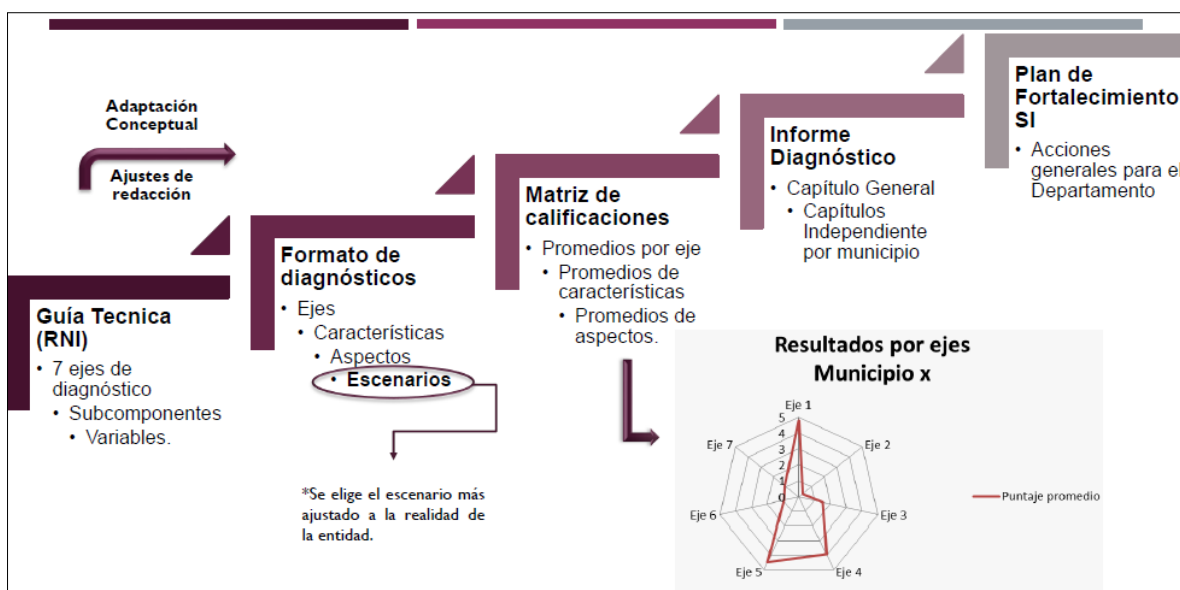 Adaptación
Conceptual
Ajustes de
redacción
Guía Tecnica
(RNI)
• 7 ejes de
diagnóstico
• Subcomponentes
• Variables.
Formato de
diagnósticos
• Ejes
• Características
• Aspectos
• Escenarios
*Se elige el escenario más
ajustado a la realidad de
la entidad.
Matriz de
calificaciones
• Promedios por eje
• Promedios de
características
• Promedios de
aspectos.
Informe
Diagnóstico
• Capítulo General
• Capítulos
Independiente
por municipio
Plan de
Fortalecimiento
SI
• Acciones
generales para el
Departamento
Resultados por ejes
Municipio x
Eje 1
Eje 2
Eje 3
Eje 4
Eje 5
Eje 6
Eje 7
5
4
3
2
1
0
Puntaje promedio